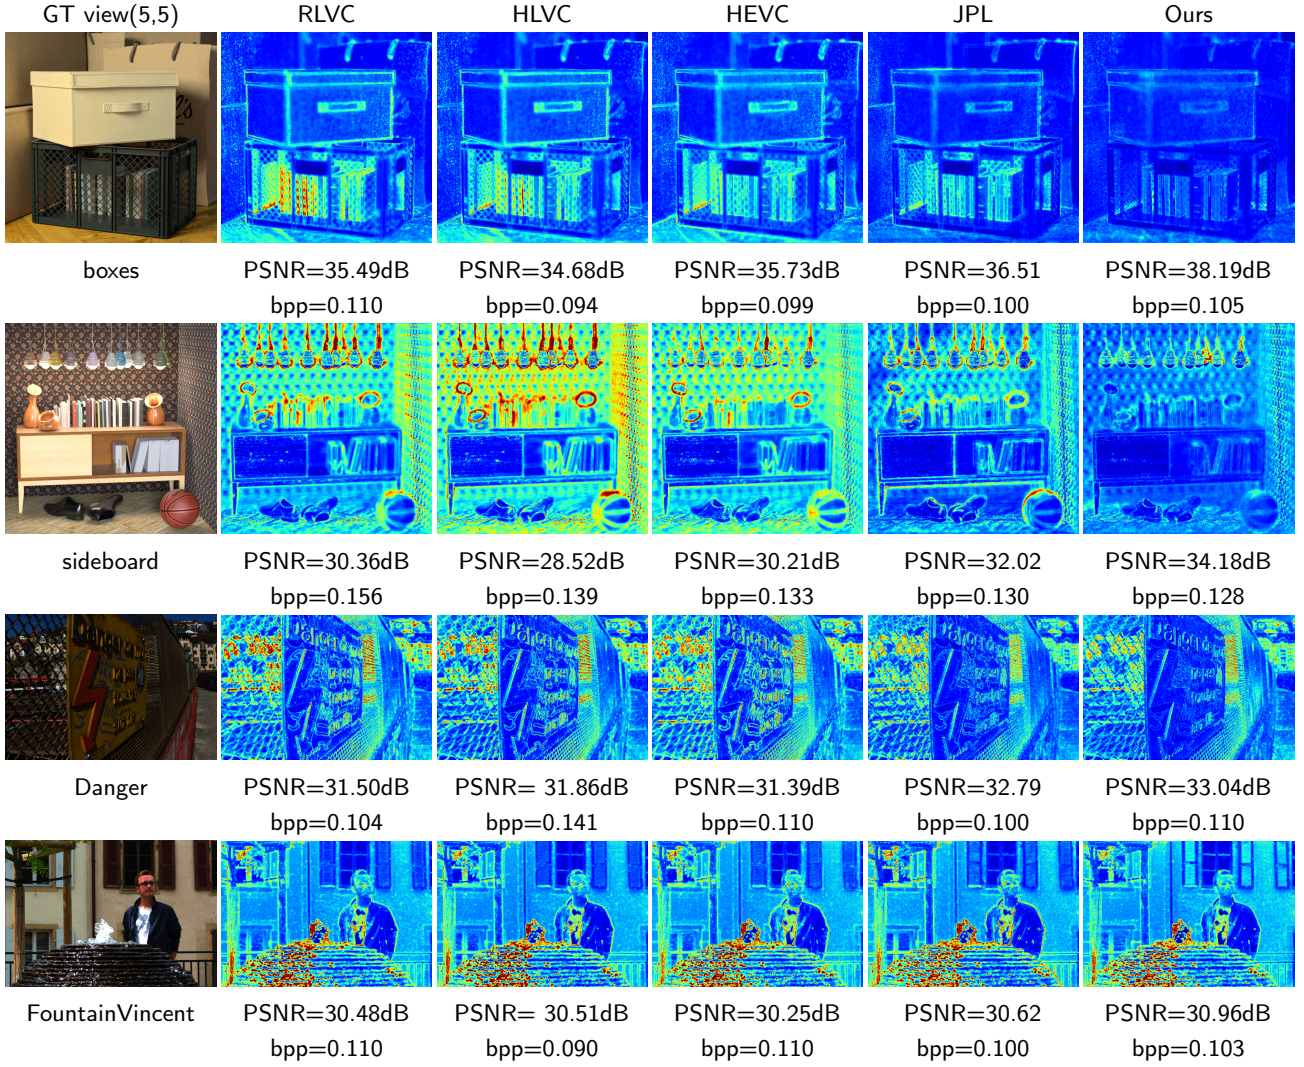 GT view(5,5) RLVC HLVC HEVC JPL Ours
boxes PSNR=35.49dB PSNR=34.68dB PSNR=35.73dB PSNR=36.51 PSNR=38.19dB
bpp=0.110 bpp=0.094 bpp=0.099 bpp=0.100 bpp=0.105
sideboard PSNR=30.36dB PSNR=28.52dB PSNR=30.21dB PSNR=32.02 PSNR=34.18dB
bpp=0.156 bpp=0.139 bpp=0.133 bpp=0.130 bpp=0.128
Danger PSNR=31.50dB PSNR= 31.86dB PSNR=31.39dB PSNR=32.79 PSNR=33.04dB
bpp=0.104 bpp=0.141 bpp=0.110 bpp=0.100 bpp=0.110
FountainVincent PSNR=30.48dB PSNR= 30.51dB PSNR=30.25dB PSNR=30.62 PSNR=30.96dB
bpp=0.110 bpp=0.090 bpp=0.110 bpp=0.100 bpp=0.103